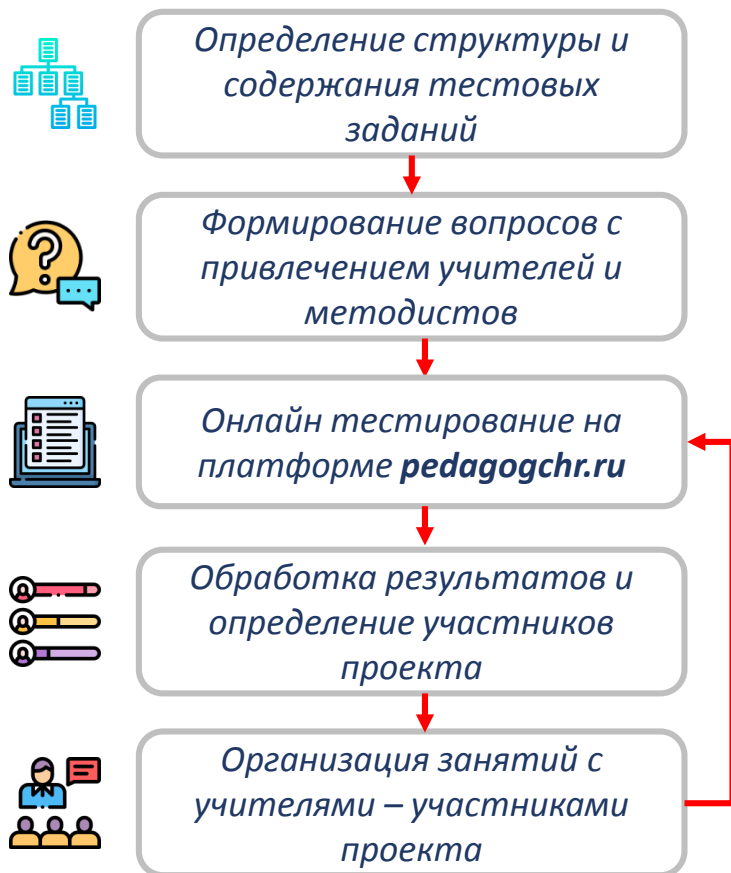 Определение структуры и
содержания тестовых
заданий
Формирование вопросов с
привлечением учителей и
методистов
Онлайн тестирование на
платформе pedagogchr.ru
Обработка результатов и
определение участников
проекта
Организация занятий с
учителями – участниками
проекта